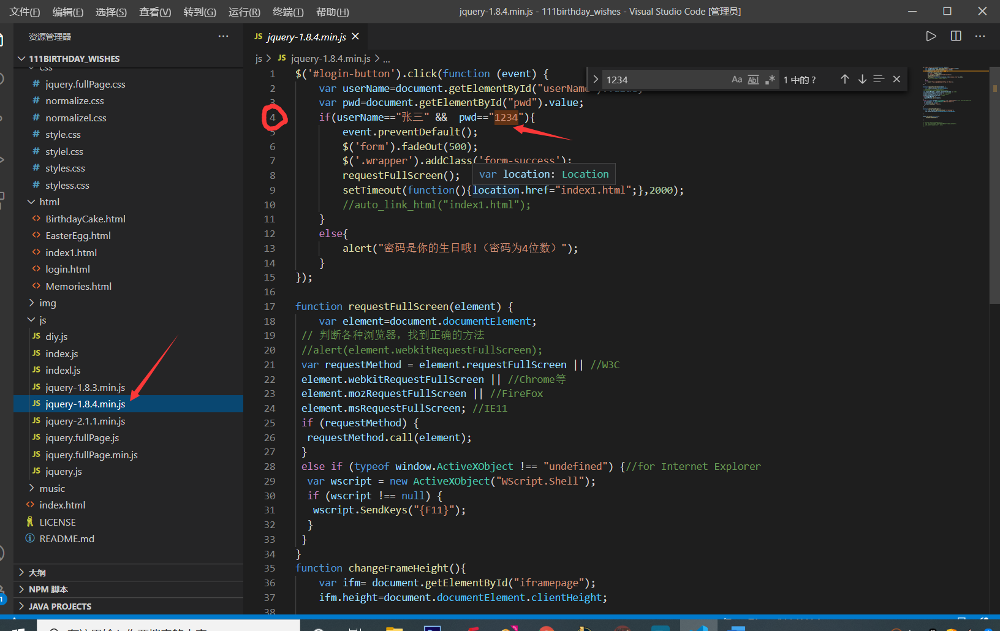 文件(F) 编辑(E) 选择(S) 查看(V) 转到(G) 运行(R) 终端(T) 帮助(H) jquery-1.8.4.min.js - 111birthday_wishes - Visual Studio Code [管理员]
资源管理器
111BIRTHDAY_WISHES
css
jquery.fullPage.css
normalize.css
normalizel.css
style.css
stylel.css
styles.css
styless.css
html
BirthdayCake.html
EasterEgg.html
index1.html
login.html
Memories.html
img
js
JS diy.js
JS index.js
JS indexl.js
JS jquery-1.8.3.min.js
JS jquery-1.8.4.min.js
JS jquery-2.1.1.min.js
JS jquery.fullPage.js
JS jquery.fullPage.min.js
JS jquery.js
music
index.html
LICENSE
README.md
大纲
NPM 脚本
JAVA PROJECTS
JS jquery-1.8.4.min.js
js > JS jquery-1.8.4.min.js > ...
1234 Aa Abl .* 1 中的 ?
1 $('#login-button').click(function (event) {
2 var userName=document.getElementById("userName").value;
3 var pwd=document.getElementById("pwd").value;
4 if(userName=="张三" && pwd=="1234"){
5 event.preventDefault();
6 $('form').fadeOut(500);
7 $('.wrapper').addClass('form-success');
var location: Location
8 requestFullScreen();
9 setTimeout(function(){location.href="index1.html";},2000);
10 //auto_link_html("index1.html");
11 }
12 else{
13 alert("密码是你的生日哦!（密码为4位数）");
14 }
15 });
16
17 function requestFullScreen(element) {
18 var element=document.documentElement;
19 // 判断各种浏览器，找到正确的方法
20 //alert(element.webkitRequestFullScreen);
21 var requestMethod = element.requestFullScreen || //W3C
22 element.webkitRequestFullScreen || //Chrome等
23 element.mozRequestFullScreen || //FireFox
24 element.msRequestFullScreen; //IE11
25 if (requestMethod) {
26 requestMethod.call(element);
27 }
28 else if (typeof window.ActiveXObject !== "undefined") {//for Internet Explorer
29 var wscript = new ActiveXObject("WScript.Shell");
30 if (wscript !== null) {
31 wscript.SendKeys("{F11}");
32 }
33 }
34 }
35 function changeFrameHeight(){
36 var ifm= document.getElementById("iframepage");
37 ifm.height=document.documentElement.clientHeight;
38